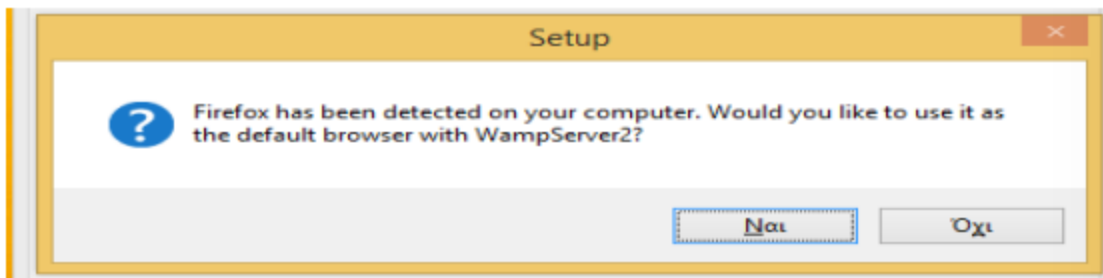 Setup
Firefox has been detected on your computer. Would you like to use it as
the default browser with WampServer2?
Ναι
Όχι